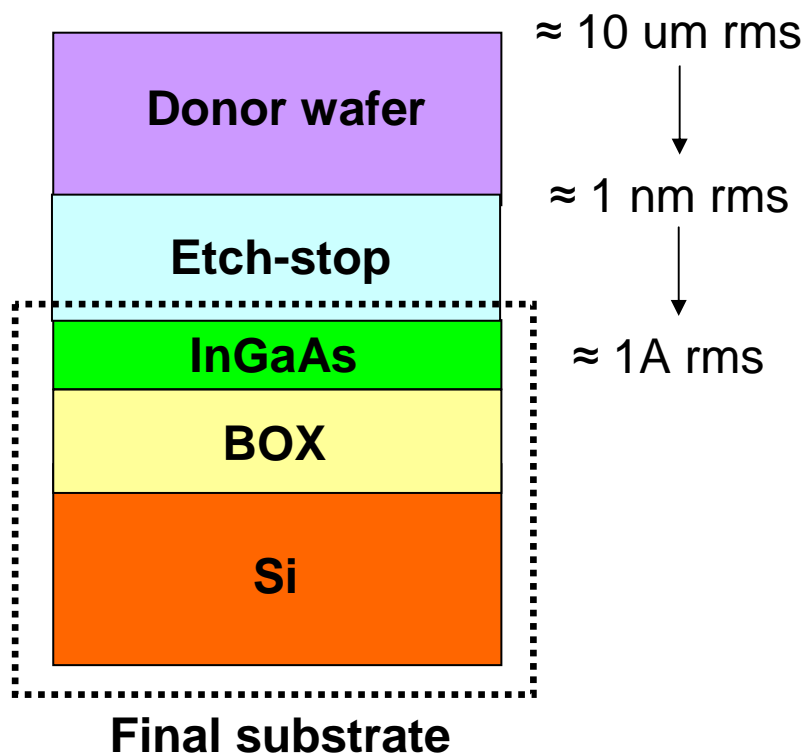 ≈ 10 um rms
Donor wafer
≈ 1 nm rms
Etch-stop
InGaAs
≈ 1A rms
BOX
Si
Final substrate